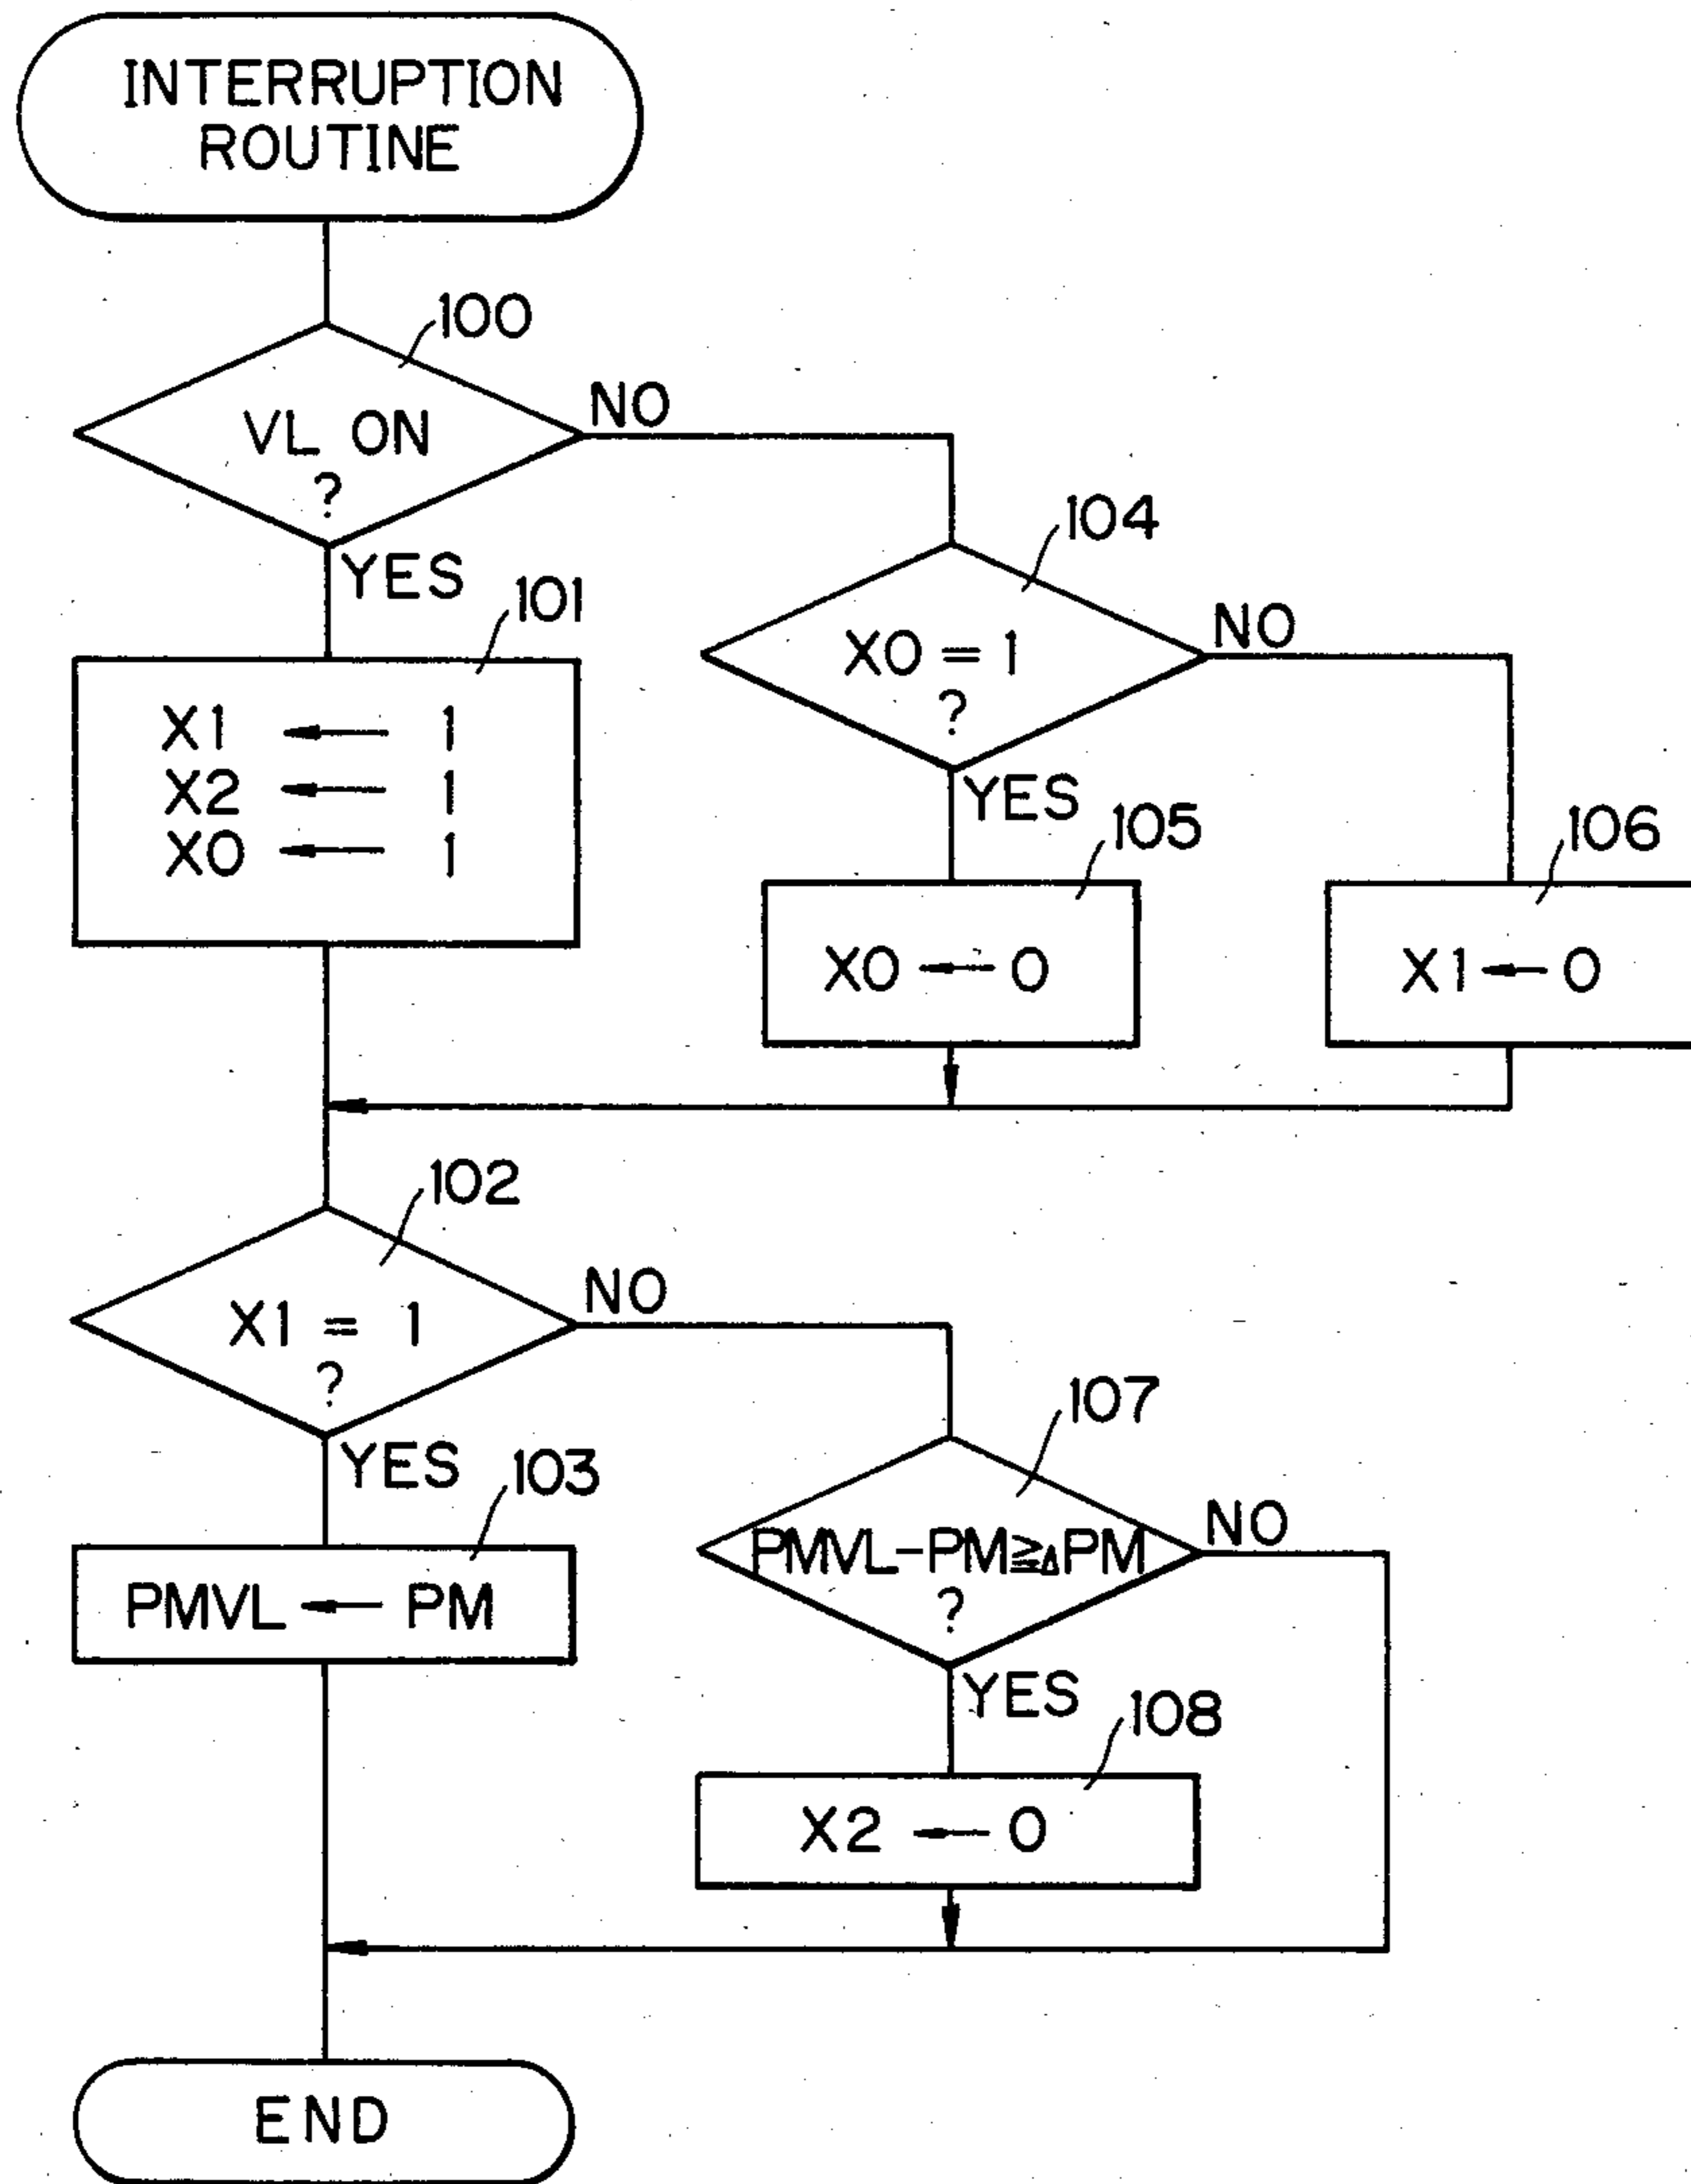 INTERRUPTION
ROUTINE
100
VL ON
?
NO
YES
101
X1 ← 1
X2 ← 1
X0 ← 1
104
X0 = 1
?
NO
YES
105
X0 ← 0
106
X1 ← 0
102
X1 = 1
?
NO
YES
103
PMVL ← PM
107
PMVL-PM≧ΔPM
?
NO
YES
108
X2 ← 0
END